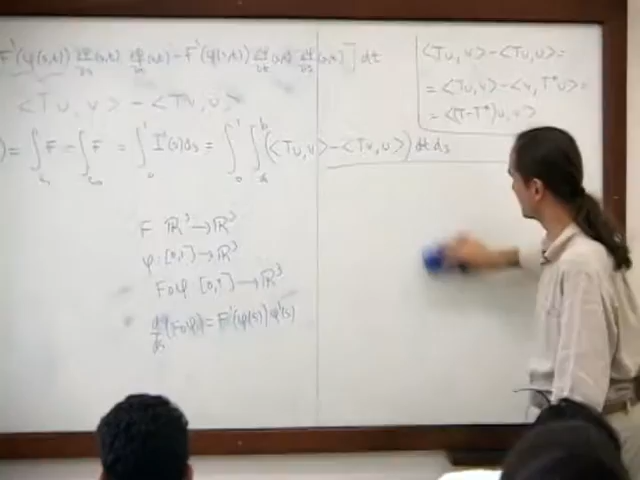 F'(φ(s,t)) ∂φ/∂s (s,t) ∂φ/∂t (s,t) - F'(φ(s,t)) ∂φ/∂t (s,t) ∂φ/∂s (s,t) ] dt
<Tu, v> - <Tv, u>
) = ∫ F - ∫ F = ∫₀¹ I'(s) ds = ∫₀¹ ∫ₐᵇ (<Tu, v> - <Tv, u>) dt ds
F ℝ³ → ℝ³
φ: [0,1] → ℝ³
F∘φ [0,1] → ℝ³
d/ds (F∘φ) = F'(φ(s)) φ'(s)
<Tu, v> - <Tv, u> =
= <Tu, v> - <v, T*u> =
= <(T-T*)u, v>